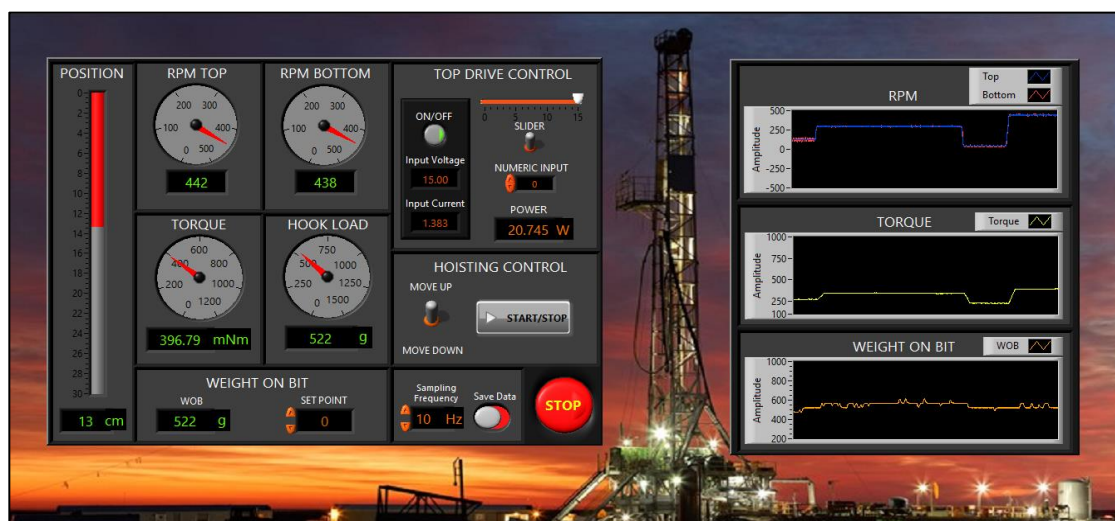 POSITION
0
2
4
6
8
10
12
14
16
18
20
22
24
26
28
30
13 cm
RPM TOP
0 100 200 300 400 500
442
RPM BOTTOM
0 100 200 300 400 500
438
TORQUE
0 200 400 600 800 1000 1200
396.79 mNm
HOOK LOAD
0 250 500 750 1000 1250 1500
522 g
WEIGHT ON BIT
WOB
522 g
SET POINT
0
TOP DRIVE CONTROL
0 5 10 15
ON/OFF
SLIDER
Input Voltage
15.00
NUMERIC INPUT
0
Input Current
1.383
POWER
20.745 W
HOISTING CONTROL
MOVE UP
START/STOP
MOVE DOWN
Sampling
Frequency
10 Hz
Save Data
STOP
RPM
Top
Bottom
Amplitude
500
250
0
-250
-500
TORQUE
Torque
Amplitude
1000
750
500
250
100
WEIGHT ON BIT
WOB
Amplitude
1000
800
600
400
200